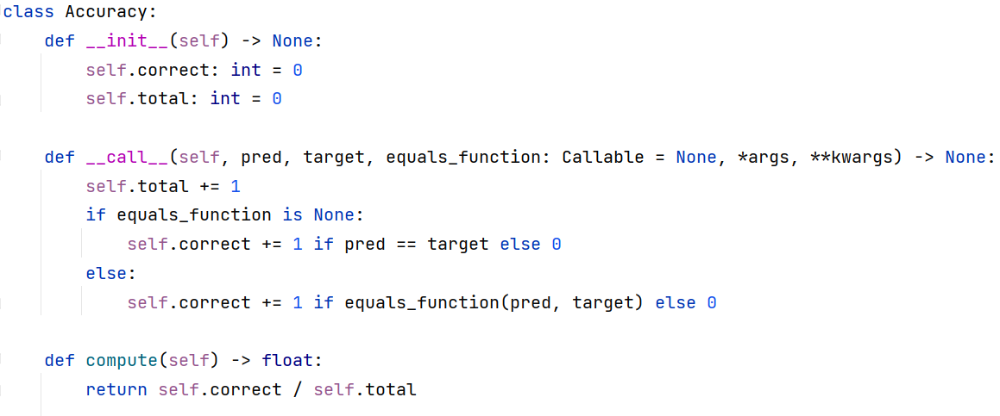 class Accuracy:
    def __init__(self) -> None:
        self.correct: int = 0
        self.total: int = 0

    def __call__(self, pred, target, equals_function: Callable = None, *args, **kwargs) -> None:
        self.total += 1
        if equals_function is None:
            self.correct += 1 if pred == target else 0
        else:
            self.correct += 1 if equals_function(pred, target) else 0

    def compute(self) -> float:
        return self.correct / self.total